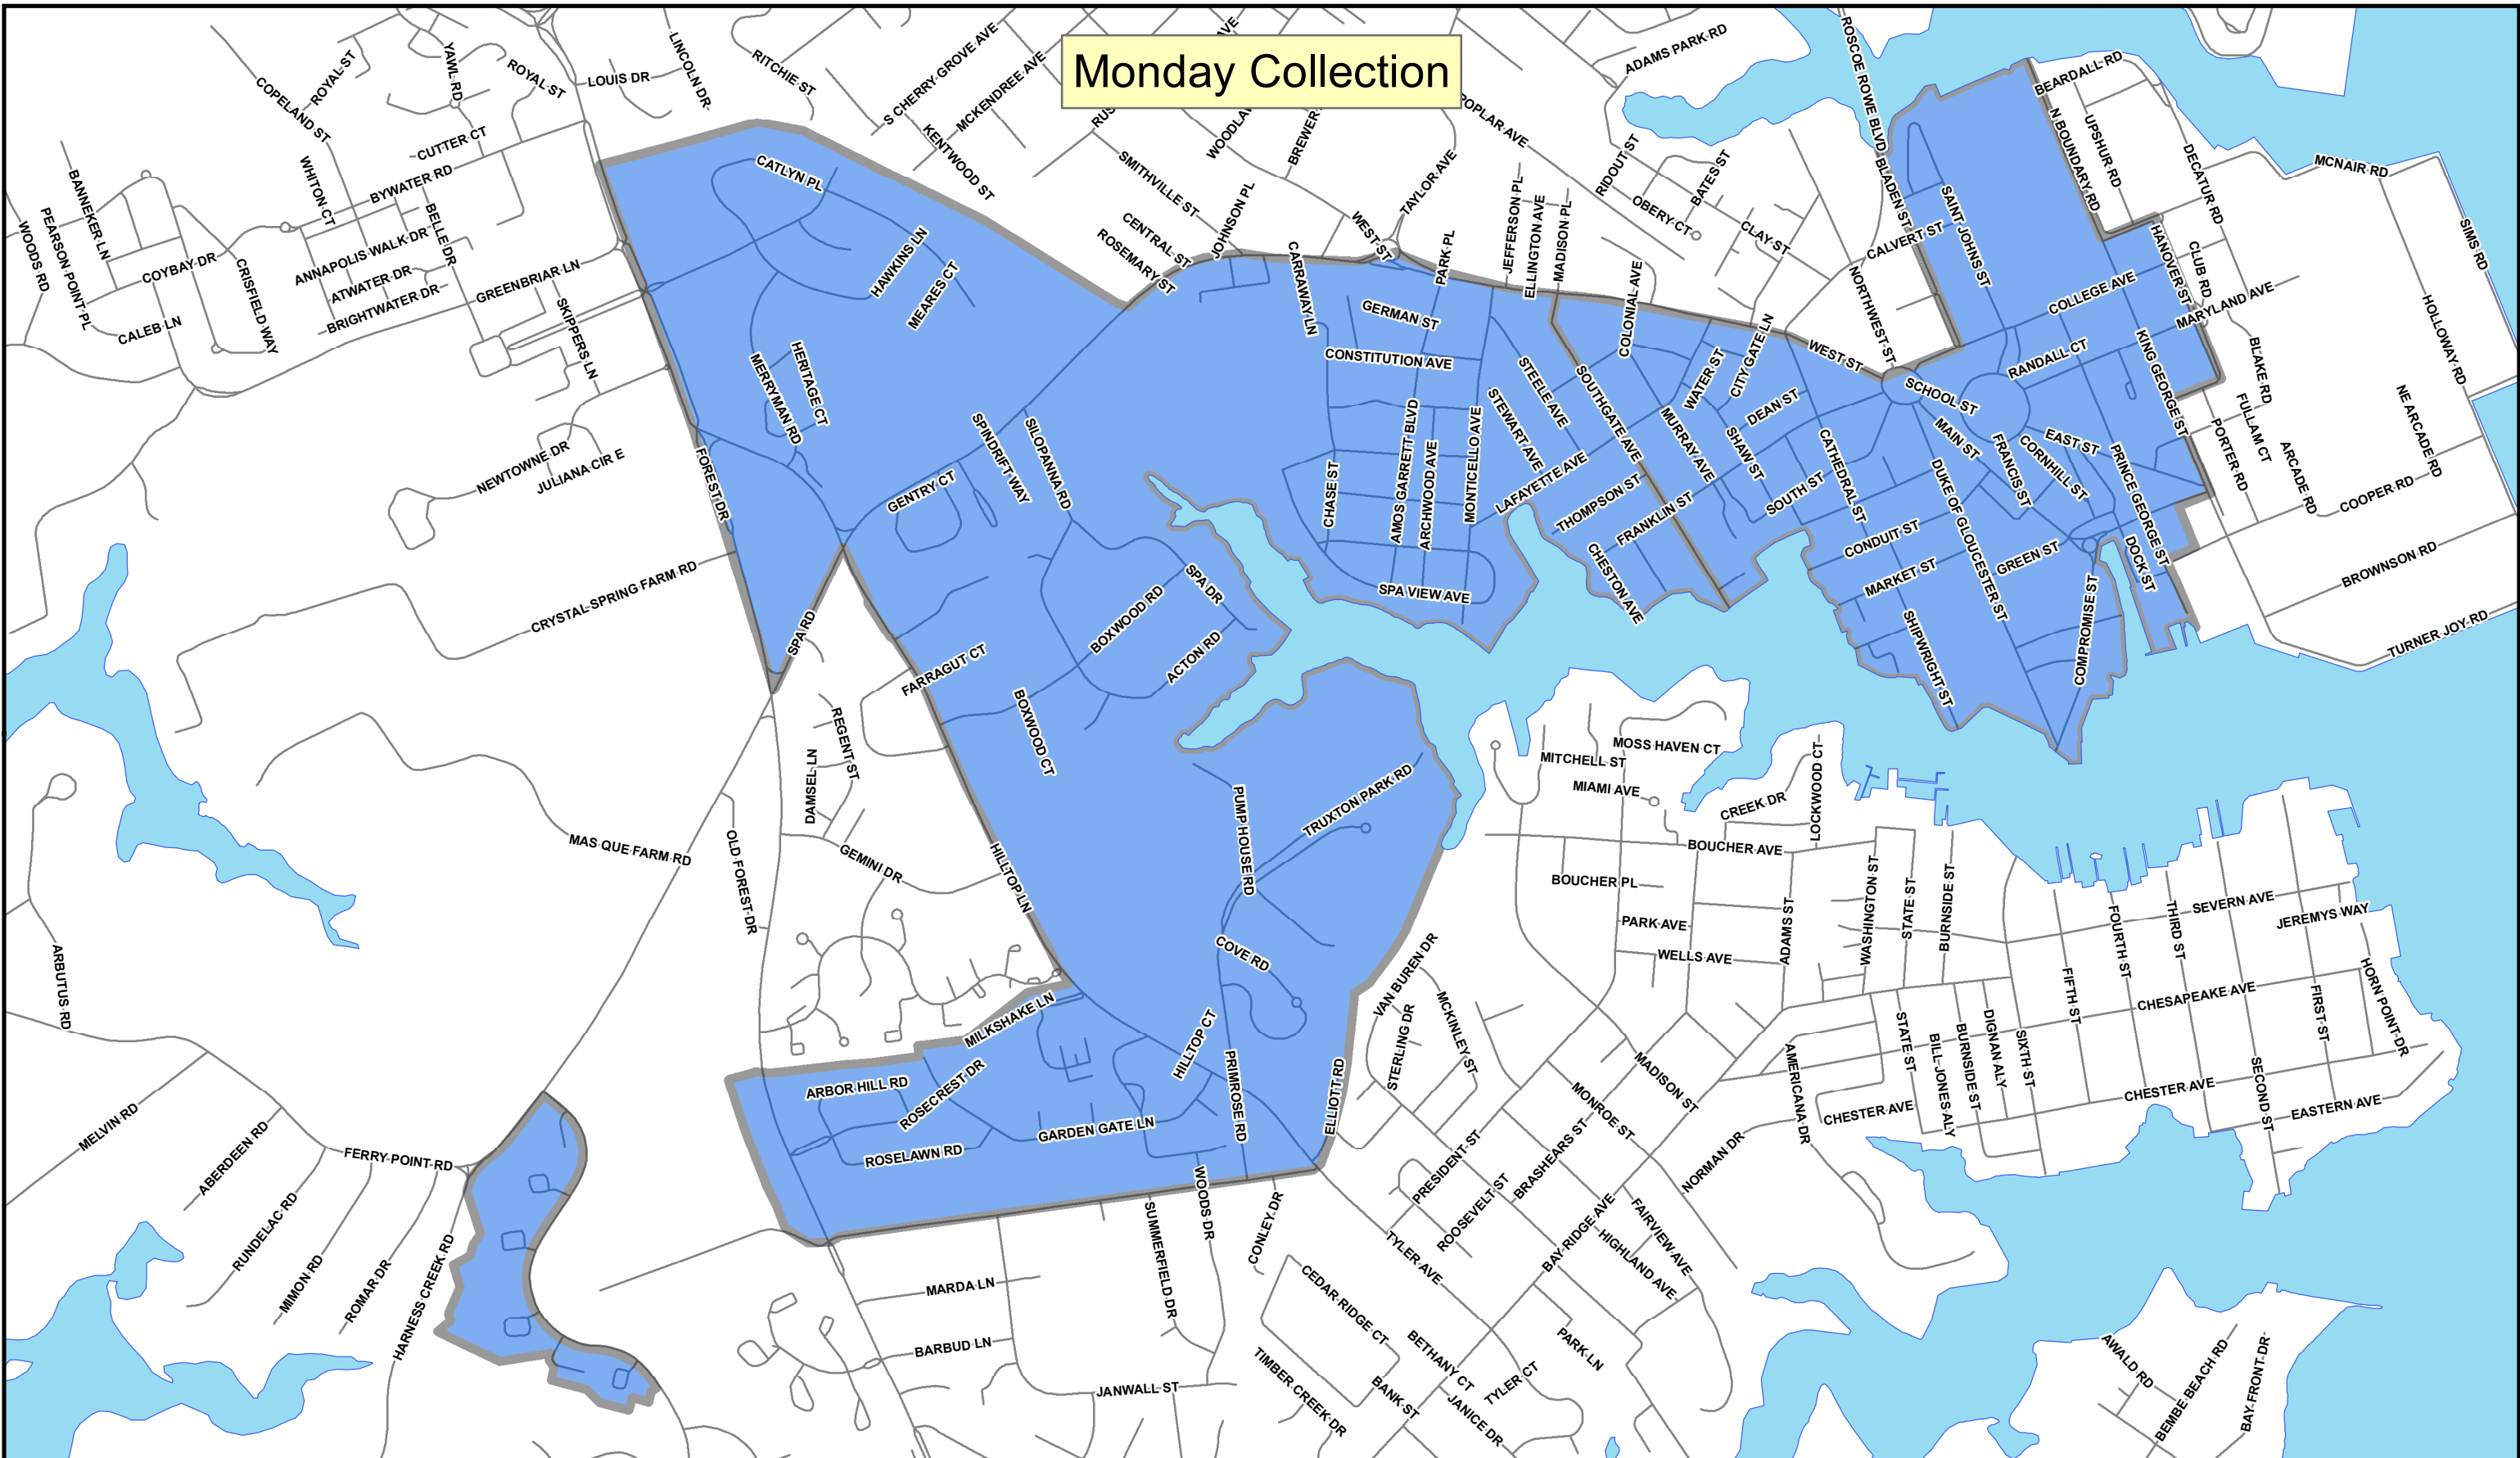 Monday Collection
ROYAL ST
COPELAND ST
YAWL RD
ROYAL ST
LOUIS DR
LINCOLN DR
RITCHIE ST
S CHERRY GROVE AVE
MCKENDREE AVE
KENTWOOD ST
SMITHVILLE ST
BREWER
TAYLOR AVE
POPLAR AVE
ADAMS PARK RD
ROSCOE ROWE BLVD
BLADEN ST
BEARDALL RD
N BOUNDARY RD
UPSHUR RD
DECATUR RD
MCNAIR RD
SIMS RD
HOLLOWAY RD
WHITON CT
CUTTER CT
BYWATER RD
BANNEKER LN
PEARSON POINT PL
WOODS RD
COYBAY DR
CALEB LN
CRISFIELD WAY
BELLE DR
ANNAPOLIS WALK DR
ATWATER DR
BRIGHTWATER DR
GREENBRIAR LN
SKIPPERS LN
CATLYN PL
HAWKINS LN
MEARES CT
CENTRAL ST
ROSEMARY ST
JOHNSON PL
WEST ST
CARRAWAY LN
PARK PL
JEFFERSON PL
ELLINGTON AVE
MADISON PL
RIDOUT ST
BATES ST
OBERY CT
CLAY ST
COLONIAL AVE
CALVERT ST
NORTHWEST ST
SAINT JOHNS ST
COLLEGE AVE
HANOVER ST
CLUB RD
MARYLAND AVE
KING GEORGE ST
BLAKE RD
RANDALL CT
GERMAN ST
CONSTITUTION AVE
MERRYMAN RD
HERITAGE CT
SPINDRIFT WAY
SILOPANNA RD
STEELE AVE
STEWART AVE
SOUTHGATE AVE
WATER ST
CITY GATE LN
WEST ST
DEAN ST
MURRAY AVE
SHAW ST
SCHOOL ST
MAIN ST
FRANCIS ST
CORNHILL ST
EAST ST
PRINCE GEORGE ST
PORTER RD
FULLAM CT
ARCADE RD
NE ARCADE RD
COOPER RD
BROWNSON RD
TURNER JOY RD
NEWTOWNE DR
JULIANA CIR E
FOREST DR
GENTRY CT
CHASE ST
AMOS GARRETT BLVD
ARCHWOOD AVE
MONTICELLO AVE
LAFAYETTE AVE
THOMPSON ST
FRANKLIN ST
SOUTH ST
CATHEDRAL ST
DUKE OF GLOUCESTER ST
CONDUIT ST
MARKET ST
GREEN ST
DOCK ST
COMPROMISE ST
SHIPWRIGHT ST
CHESTON AVE
SPA VIEW AVE
CRYSTAL SPRING FARM RD
SPA RD
SPA DR
BOXWOOD RD
ACTON RD
FARRAGUT CT
BOXWOOD CT
REGENT ST
DAMSEL LN
MAS QUE FARM RD
OLD FOREST DR
GEMINI DR
HILLTOP LN
PUMP HOUSE RD
TRUXTON PARK RD
COVE RD
MITCHELL ST
MOSS HAVEN CT
MIAMI AVE
CREEK DR
LOCKWOOD CT
BOUCHER AVE
BOUCHER PL
PARK AVE
WELLS AVE
ADAMS ST
WASHINGTON ST
STATE ST
BURNSIDE ST
FOURTH ST
THIRD ST
SEVERN AVE
JEREMYS WAY
FIFTH ST
CHESAPEAKE AVE
FIRST ST
HORN POINT DR
ARBUTUS RD
MILKSHAKE LN
ARBOR HILL RD
ROSECREST DR
ROSELAWN RD
GARDEN GATE LN
HILLTOP CT
PRIMROSE RD
ELLIOTT RD
VAN BUREN DR
STERLING DR
MCKINLEY ST
MADISON ST
MONROE ST
AMERICANA DR
STATE ST
BILL JONES ALY
BURNSIDE ST
DIGNAN ALY
SIXTH ST
CHESTER AVE
CHESTER AVE
SECOND ST
EASTERN AVE
MELVIN RD
ABERDEEN RD
FERRY POINT RD
RUNDELAC RD
MIMON RD
ROMAR DR
HARNESS CREEK RD
WOODS DR
SUMMERFIELD DR
CONLEY DR
PRESIDENT ST
ROOSEVELT ST
BRASHEARS ST
NORMAN DR
BAY RIDGE AVE
FAIRVIEW AVE
HIGHLAND AVE
TYLER AVE
CEDAR RIDGE CT
MARDA LN
BARBUD LN
JANWALL ST
TIMBER CREEK DR
BETHANY CT
BANK ST
JANICE DR
TYLER CT
PARK LN
AWALD RD
BEMBE BEACH RD
BAY FRONT DR